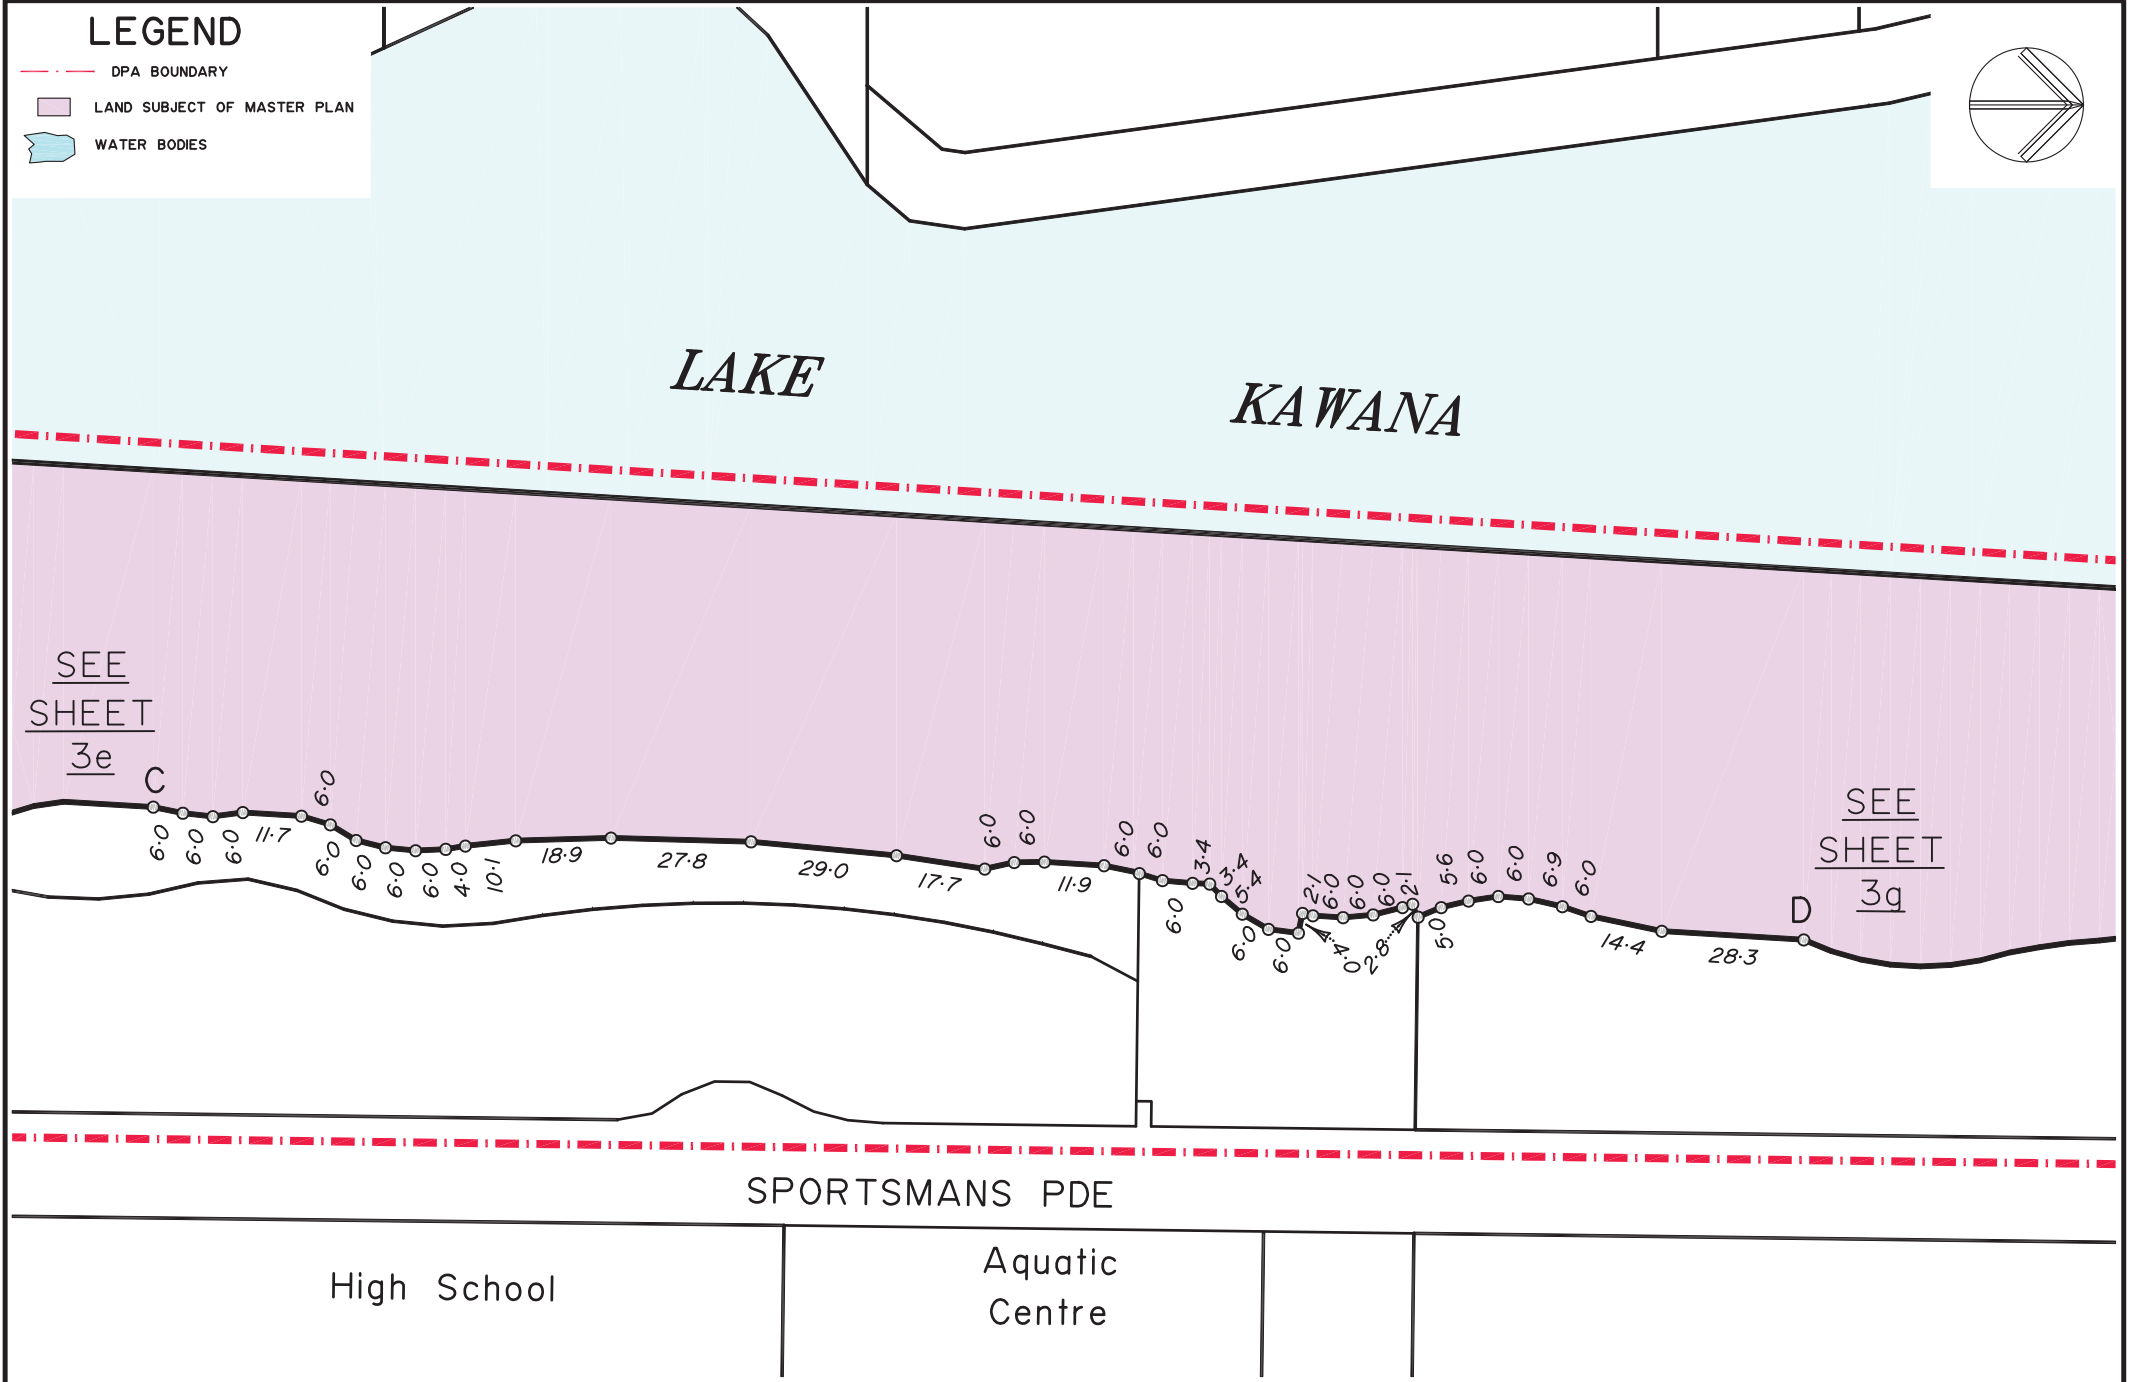 LEGEND
DPA BOUNDARY
LAND SUBJECT OF MASTER PLAN
WATER BODIES
LAKE KAWANA
SEE
SHEET
3e
C
6·0
6·0
6·0
11·7
6·0
6·0
6·0
6·0
6·0
4·0
10·1
18·9
27·8
29·0
17·7
6·0
6·0
11·9
6·0
6·0
6·0
3·4
3·4
5·4
6·0
6·0
4·0
2·1
6·0
6·0
6·0
2·1
2·8
5·0
5·6
6·0
6·0
6·9
6·0
14·4
28·3
D
SEE
SHEET
3g
SPORTSMANS PDE
High School
Aquatic
Centre